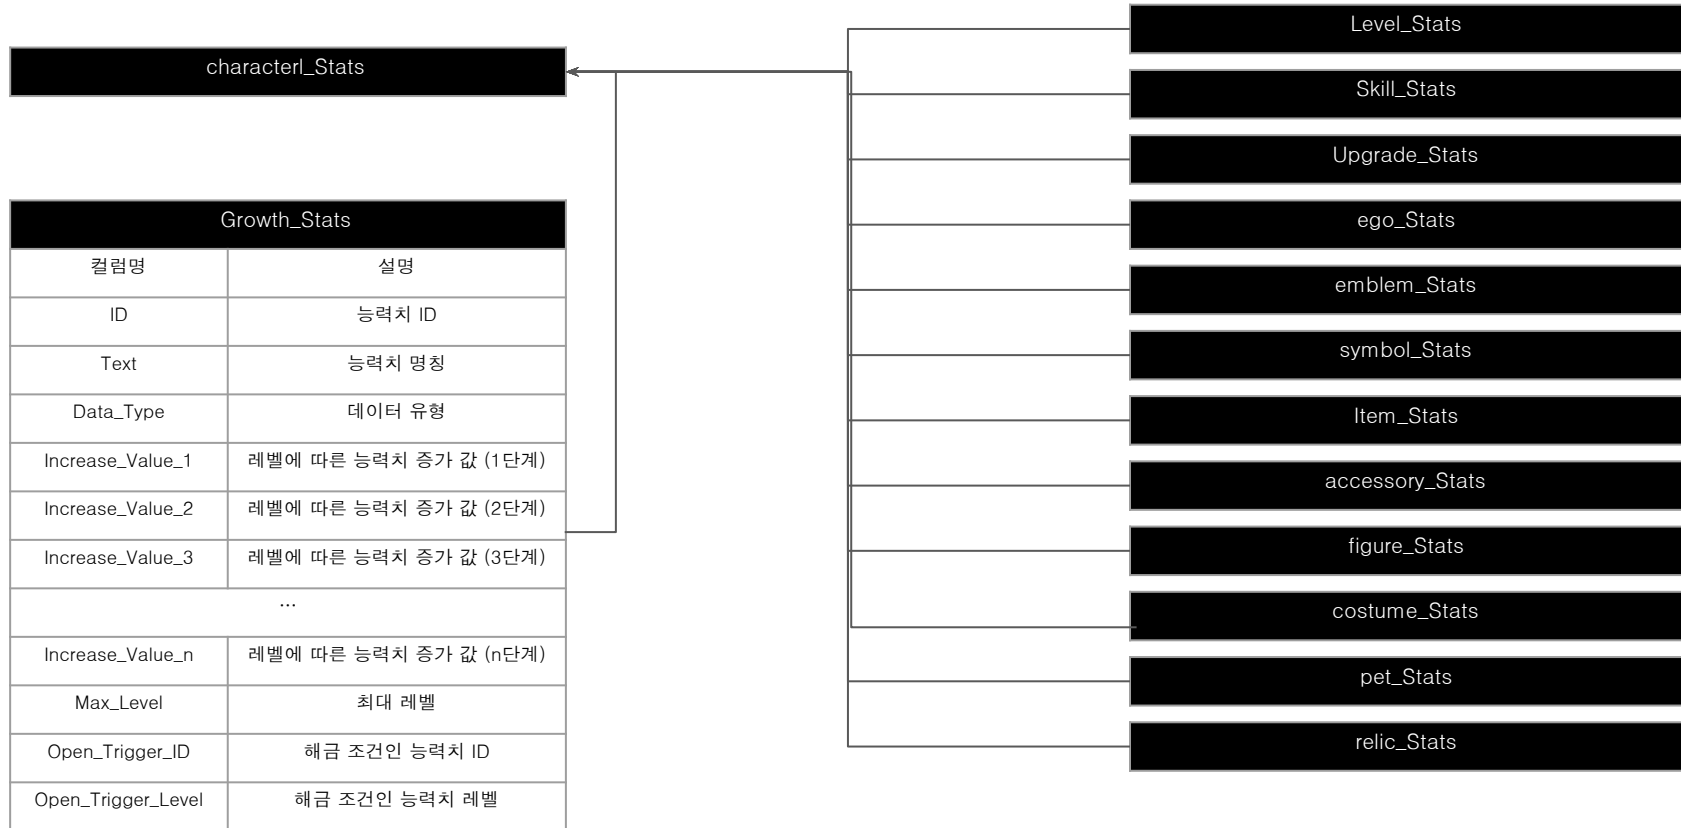 characterl_Stats
Growth_Stats
컬럼명 설명
ID 능력치 ID
Text 능력치 명칭
Data_Type 데이터 유형
Increase_Value_1 레벨에 따른 능력치 증가 값 (1단계)
Increase_Value_2 레벨에 따른 능력치 증가 값 (2단계)
Increase_Value_3 레벨에 따른 능력치 증가 값 (3단계)
...
Increase_Value_n 레벨에 따른 능력치 증가 값 (n단계)
Max_Level 최대 레벨
Open_Trigger_ID 해금 조건인 능력치 ID
Open_Trigger_Level 해금 조건인 능력치 레벨
Level_Stats
Skill_Stats
Upgrade_Stats
ego_Stats
emblem_Stats
symbol_Stats
Item_Stats
accessory_Stats
figure_Stats
costume_Stats
pet_Stats
relic_Stats